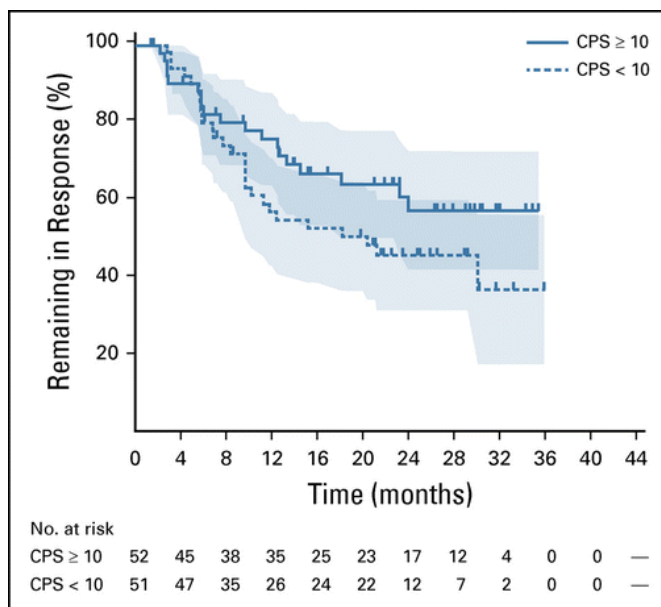 100
80
60
40
20
Remaining in Response (%)
CPS ≥ 10
CPS < 10
0 4 8 12 16 20 24 28 32 36 40 44
Time (months)
No. at risk
CPS ≥ 10 52 45 38 35 25 23 17 12 4 0 0 —
CPS < 10 51 47 35 26 24 22 12 7 2 0 0 —